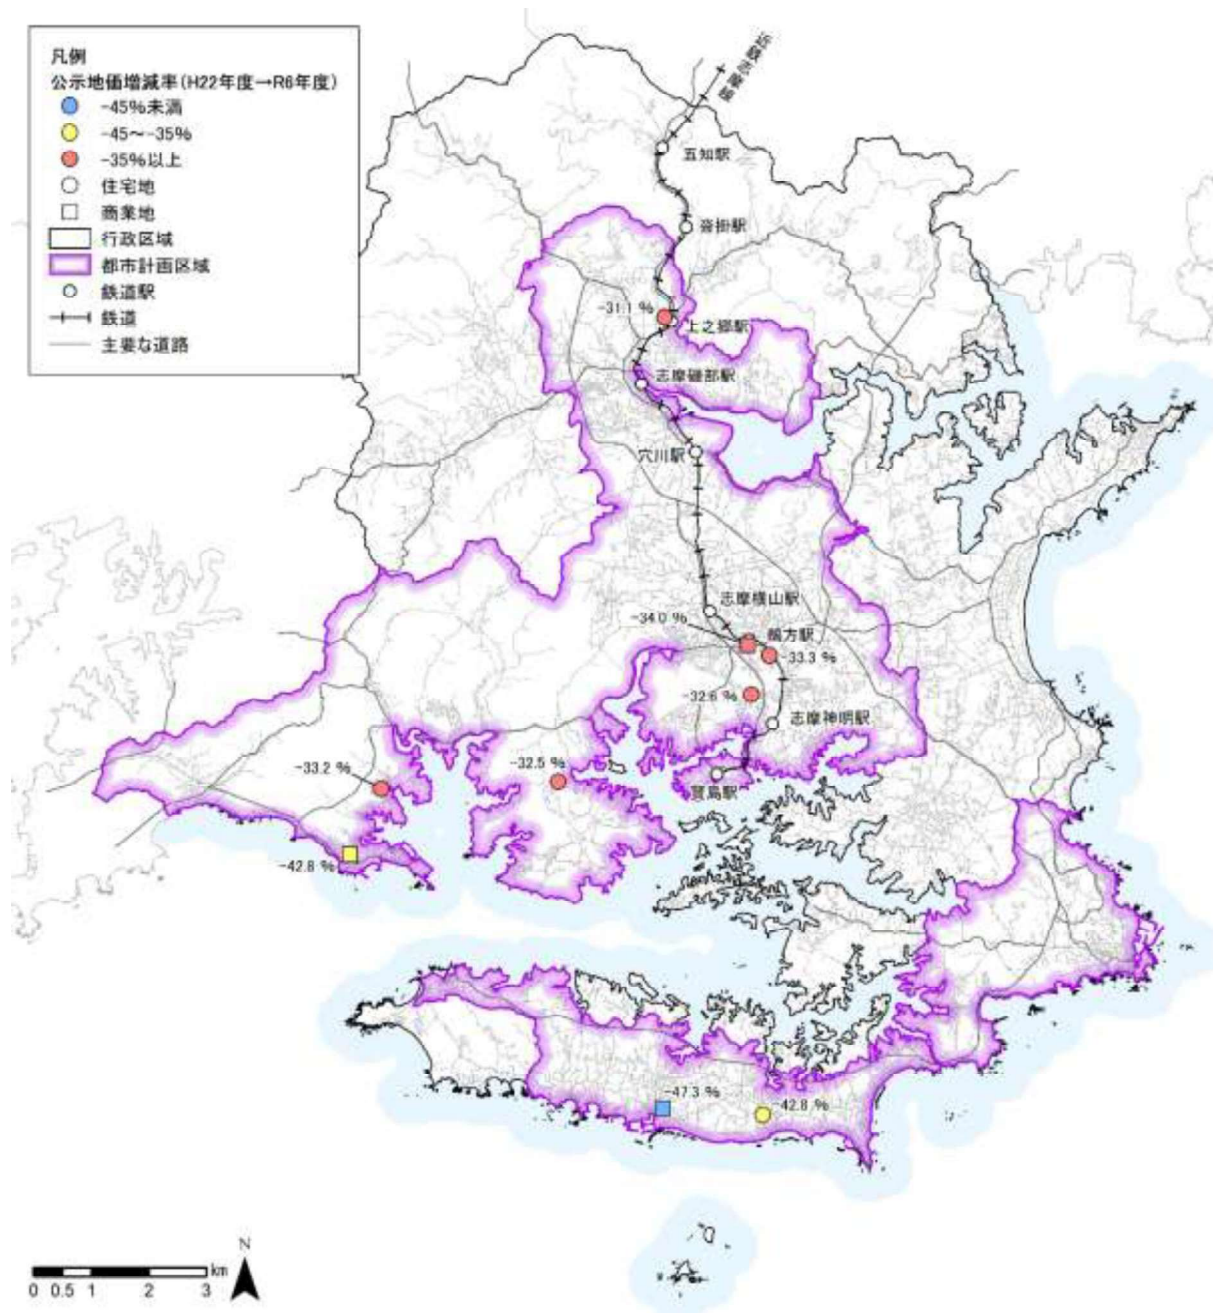 凡例
公示地価増減率(H22年度→R6年度)
-45%未満
-45～-35%
-35%以上
住宅地
商業地
行政区域
都市計画区域
鉄道駅
鉄道
主要な道路
近鉄志摩線
五知駅
沓掛駅
-31.1 %
上之郷駅
志摩磯部駅
穴川駅
志摩横山駅
-34.0 %
鵜方駅
-33.3 %
-32.6 %
志摩神明駅
-33.2 %
-32.5 %
賢島駅
-42.8 %
-47.3 %
-42.8 %
N
km
0 0.5 1 2 3